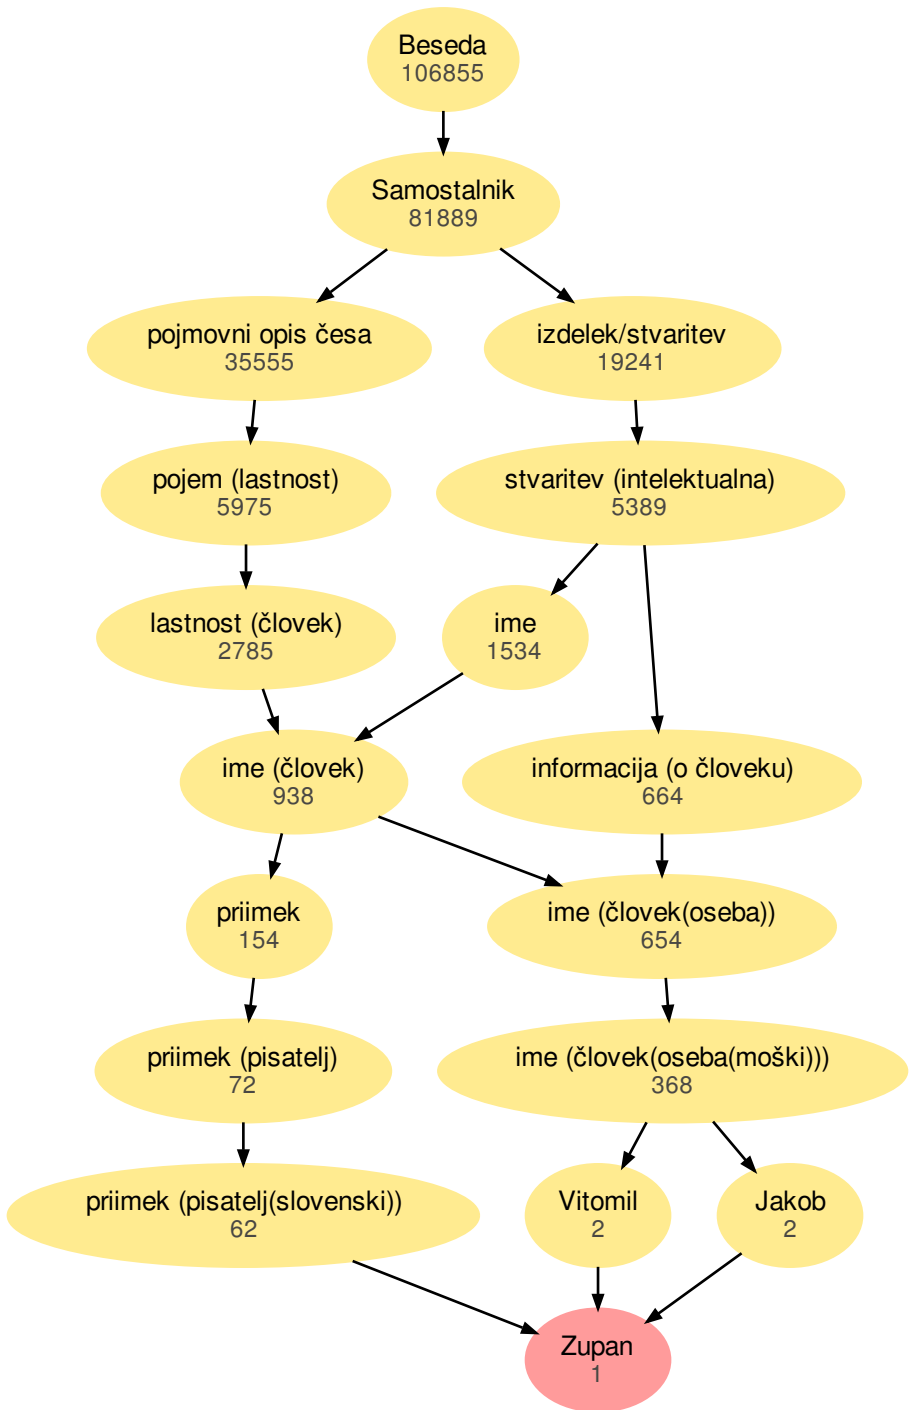 Beseda
106855
Samostalnik
81889
pojmovni opis česa
35555
izdelek/stvaritev
19241
pojem (lastnost)
5975
stvaritev (intelektualna)
5389
lastnost (človek)
2785
ime
1534
ime (človek)
938
informacija (o človeku)
664
priimek
154
ime (človek(oseba))
654
priimek (pisatelj)
72
ime (človek(oseba(moški)))
368
priimek (pisatelj(slovenski))
62
Vitomil
2
Jakob
2
Zupan
1